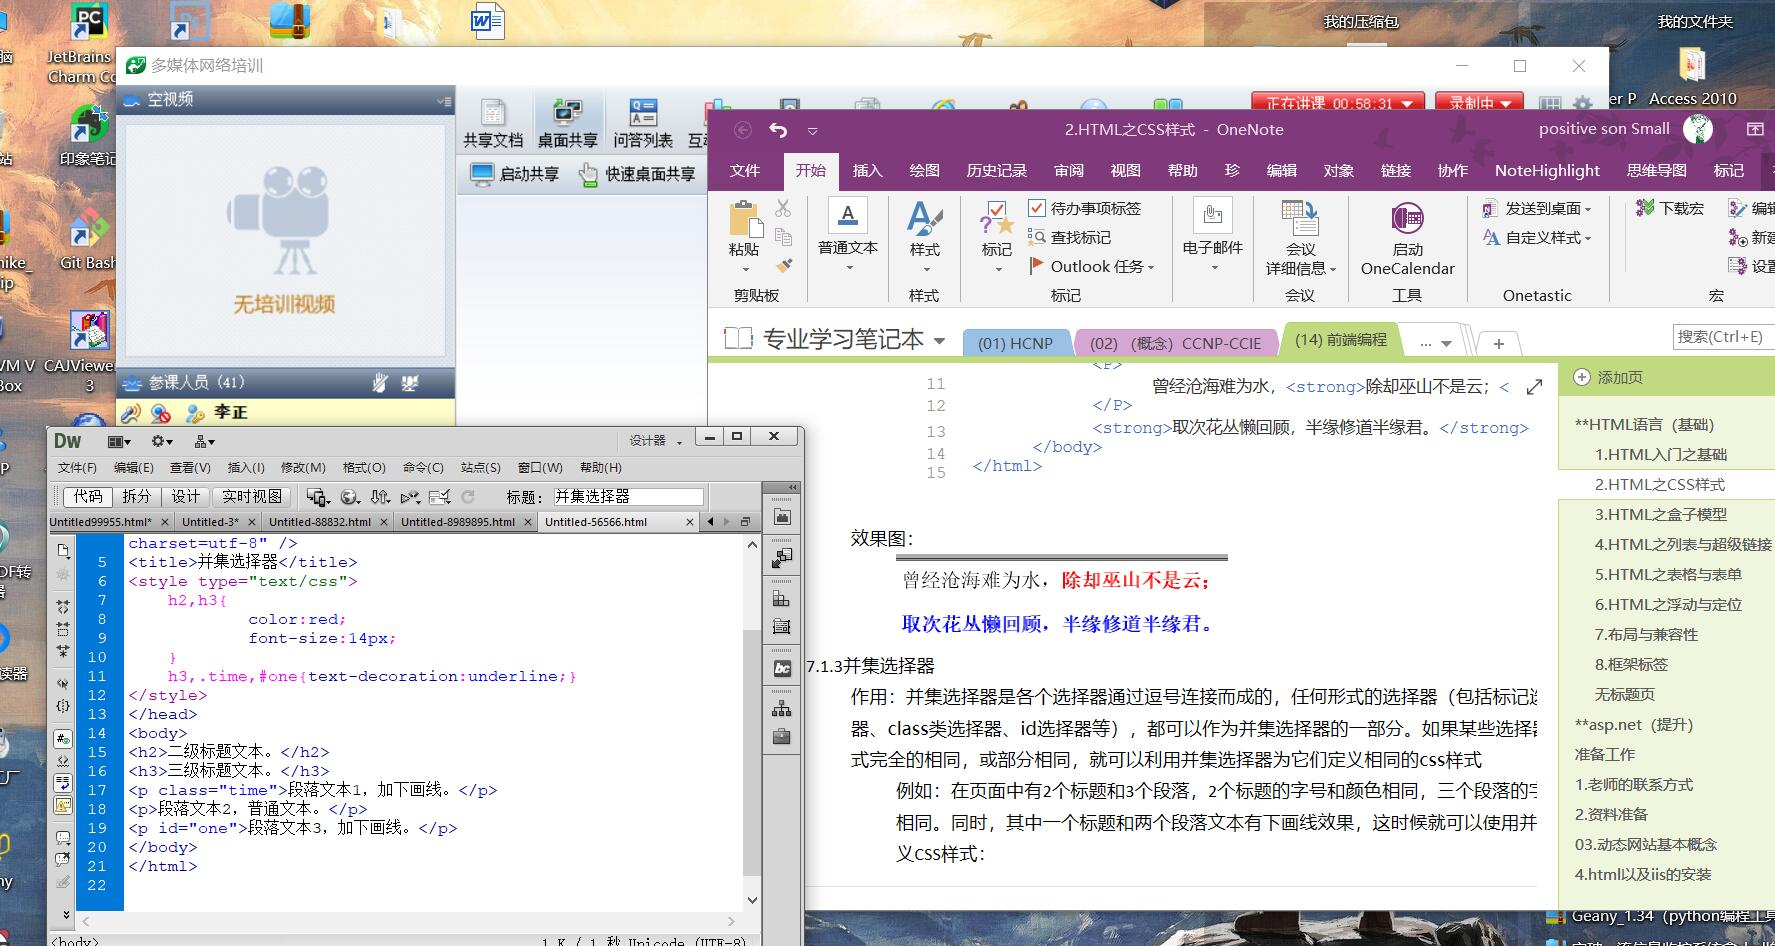 我的压缩包
我的文件夹
JetBrains
Access 2010
多媒体网络培训
空视频
无培训视频
参课人员（41）
李正
共享文档
桌面共享
问答列表
启动共享
快速桌面共享
正在讲课 00:58:31
录制中
印象笔记
Git Bash
CAJViewer
3
2.HTML之CSS样式 - OneNote
positive son Small
文件 开始 插入 绘图 历史记录 审阅 视图 帮助 珍 编辑 对象 链接 协作 NoteHighlight 思维导图 标记
粘贴
剪贴板
普通文本
样式
样式
标记
待办事项标签
查找标记
Outlook 任务
标记
电子邮件
会议
详细信息
会议
启动
OneCalendar
工具
发送到桌面
自定义样式
Onetastic
下载宏
编辑
新建
设置
宏
专业学习笔记本
(01) HCNP
(02) （概念）CCNP-CCIE
(14) 前端编程
...
搜索(Ctrl+E)
<P>
11 曾经沧海难为水，<strong>除却巫山不是云；<
12 </P>
13 <strong>取次花丛懒回顾，半缘修道半缘君。</strong>
14 </body>
15 </html>
效果图：
曾经沧海难为水，除却巫山不是云；
取次花丛懒回顾，半缘修道半缘君。
7.1.3并集选择器
作用：并集选择器是各个选择器通过逗号连接而成的，任何形式的选择器（包括标记选
器、class类选择器、id选择器等），都可以作为并集选择器的一部分。如果某些选择器
式完全的相同，或部分相同，就可以利用并集选择器为它们定义相同的css样式
例如：在页面中有2个标题和3个段落，2个标题的字号和颜色相同，三个段落的字
相同。同时，其中一个标题和两个段落文本有下画线效果，这时候就可以使用并
义CSS样式：
添加页
**HTML语言（基础）
1.HTML入门之基础
2.HTML之CSS样式
3.HTML之盒子模型
4.HTML之列表与超级链接
5.HTML之表格与表单
6.HTML之浮动与定位
7.布局与兼容性
8.框架标签
无标题页
**asp.net（提升）
准备工作
1.老师的联系方式
2.资料准备
03.动态网站基本概念
4.html以及iis的安装
Geany_1.34（python编程工具
Dw
设计器
文件(F) 编辑(E) 查看(V) 插入(I) 修改(M) 格式(O) 命令(C) 站点(S) 窗口(W) 帮助(H)
代码 拆分 设计 实时视图 标题： 并集选择器
Untitled99955.html* Untitled-3* Untitled-88832.html Untitled-8989895.html Untitled-56566.html
charset=utf-8" />
5 <title>并集选择器</title>
6 <style type="text/css">
7 h2,h3{
8 color:red;
9 font-size:14px;
10 }
11 h3,.time,#one{text-decoration:underline;}
12 </style>
13 </head>
14 <body>
15 <h2>二级标题文本。</h2>
16 <h3>三级标题文本。</h3>
17 <p class="time">段落文本1，加下画线。</p>
18 <p>段落文本2，普通文本。</p>
19 <p id="one">段落文本3，加下画线。</p>
20 </body>
21 </html>
22
<body>
1 K / 1 秒 Unicode (UTF-8)